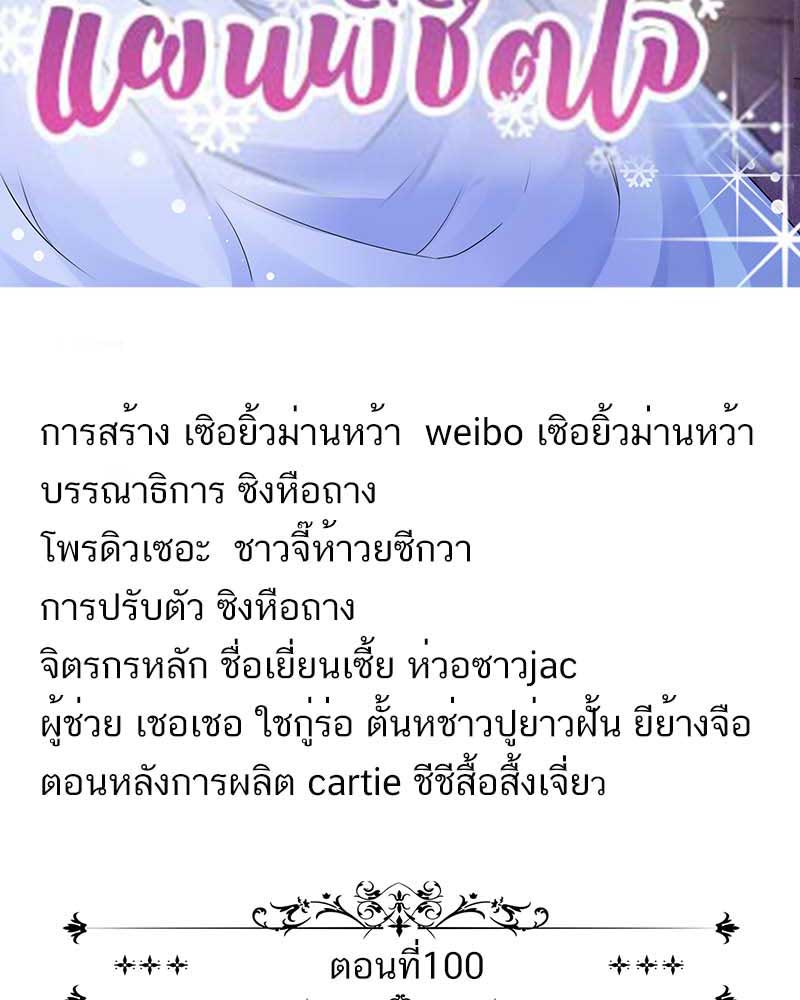 แผนพิชิตใจ
การสร้าง เซิอยิ้วม่านหว้า weibo เซิอยิ้วม่านหว้า
บรรณาธิการ ซิงหือถาง
โพรดิวเซอะ ชาวจี๊ห้าวยซีกวา
การปรับตัว ซิงหือถาง
จิตรกรหลัก ชื่อเยี่ยนเซี้ย ห่วอซาวjac
ผู้ช่วย เชอเชอ ใชกู่ร่อ ตั้นหช่าวปูย่าวฝั้น ยีย้างจือ
ตอนหลังการผลิต cartie ชีชีสื้อสิ้งเจี่ยว
ตอนที่100